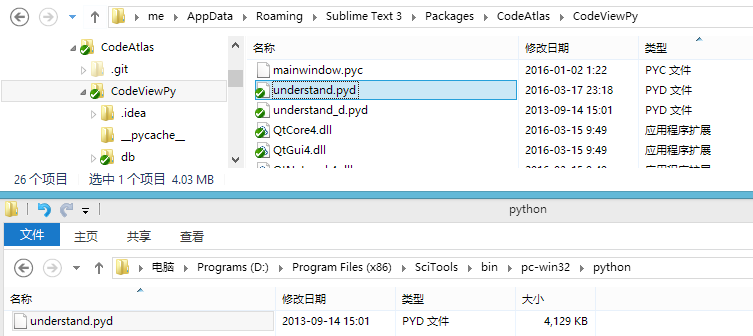 me ▸ AppData ▸ Roaming ▸ Sublime Text 3 ▸ Packages ▸ CodeAtlas ▸ CodeViewPy ▸
CodeAtlas
.git
CodeViewPy
.idea
__pycache__
db
名称 修改日期 类型
mainwindow.pyc 2016-01-02 1:22 PYC 文件
understand.pyd 2016-03-17 23:18 PYD 文件
understand_d.pyd 2013-09-14 15:01 PYD 文件
QtCore4.dll 2016-03-15 9:49 应用程序扩展
QtGui4.dll 2016-03-15 9:49 应用程序扩展
26 个项目 选中 1 个项目 4.03 MB
python
文件 主页 共享 查看
电脑 ▸ Programs (D:) ▸ Program Files (x86) ▸ SciTools ▸ bin ▸ pc-win32 ▸ python
名称 修改日期 类型 大小
understand.pyd 2013-09-14 15:01 PYD 文件 4,129 KB